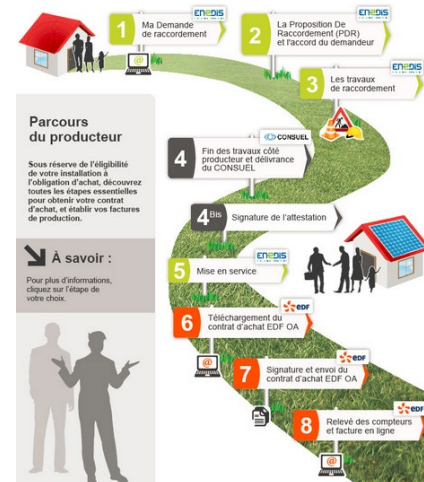 ENEDIS
1
Ma Demande
de raccordement
ENEDIS
2
La Proposition De
Raccordement (PDR)
et l'accord du demandeur
ENEDIS
3
Les travaux
de raccordement
Parcours
du producteur
Sous réserve de l'éligibilité
de votre installation à
l'obligation d'achat, découvrez
toutes les étapes essentielles
pour obtenir votre contrat
d'achat, et établir vos factures
de production.
À savoir :
Pour plus d'informations,
cliquez sur l'étape de
votre choix.
CONSUEL
4
Fin des travaux côté
producteur et délivrance
du CONSUEL
4 Bis
Signature de l'attestation
ENEDIS
5
Mise en service
eDF
6
Téléchargement du
contrat d'achat EDF OA
eDF
7
Signature et envoi du
contrat d'achat EDF OA
eDF
8
Relevé des compteurs
et facture en ligne
@
@
@